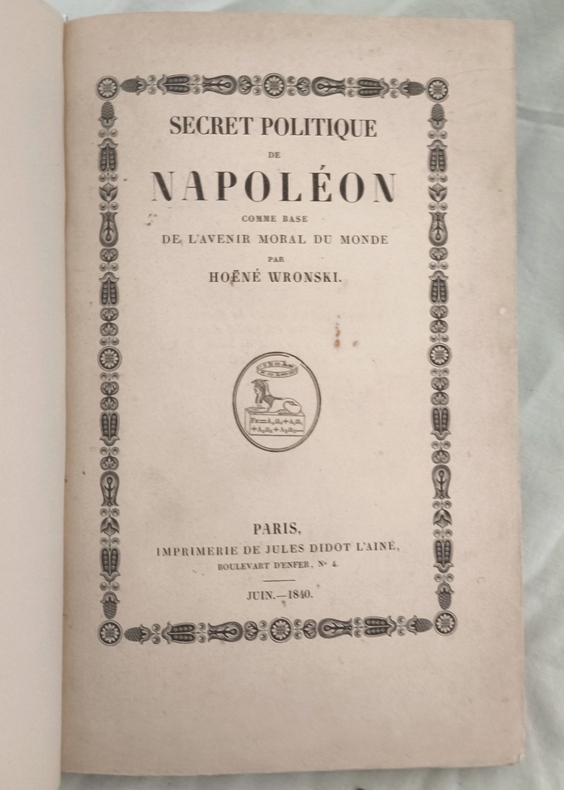 SECRET POLITIQUE
DE
NAPOLÉON
COMME BASE
DE L'AVENIR MORAL DU MONDE
PAR
HOËNÉ WRONSKI.
PARIS,
IMPRIMERIE DE JULES DIDOT L'AINÉ,
BOULEVART D'ENFER, N° 4.
JUIN.—1840.